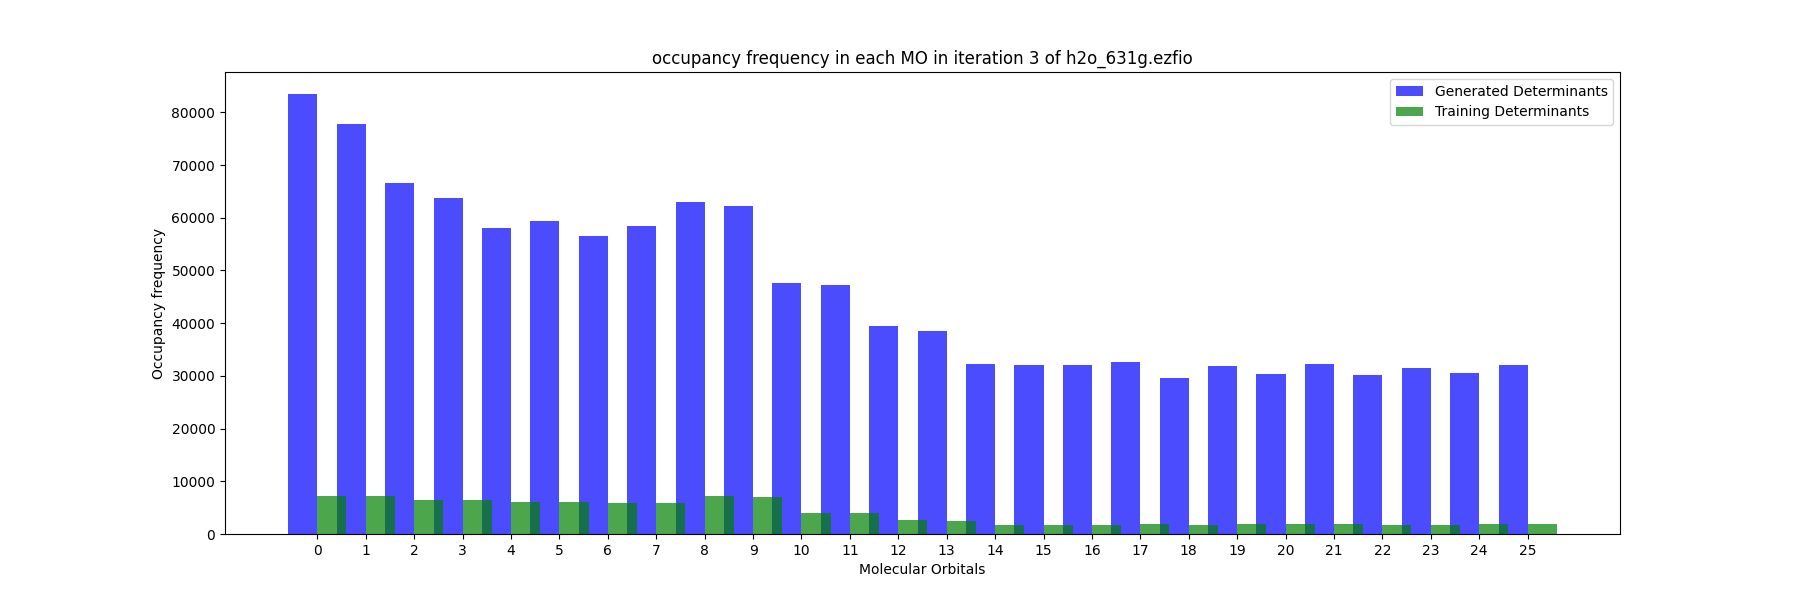 occupancy frequency in each MO in iteration 3 of h2o_631g.ezfio
Generated Determinants
Training Determinants
Occupancy frequency
80000
70000
60000
50000
40000
30000
20000
10000
0
0 1 2 3 4 5 6 7 8 9 10 11 12 13 14 15 16 17 18 19 20 21 22 23 24 25
Molecular Orbitals